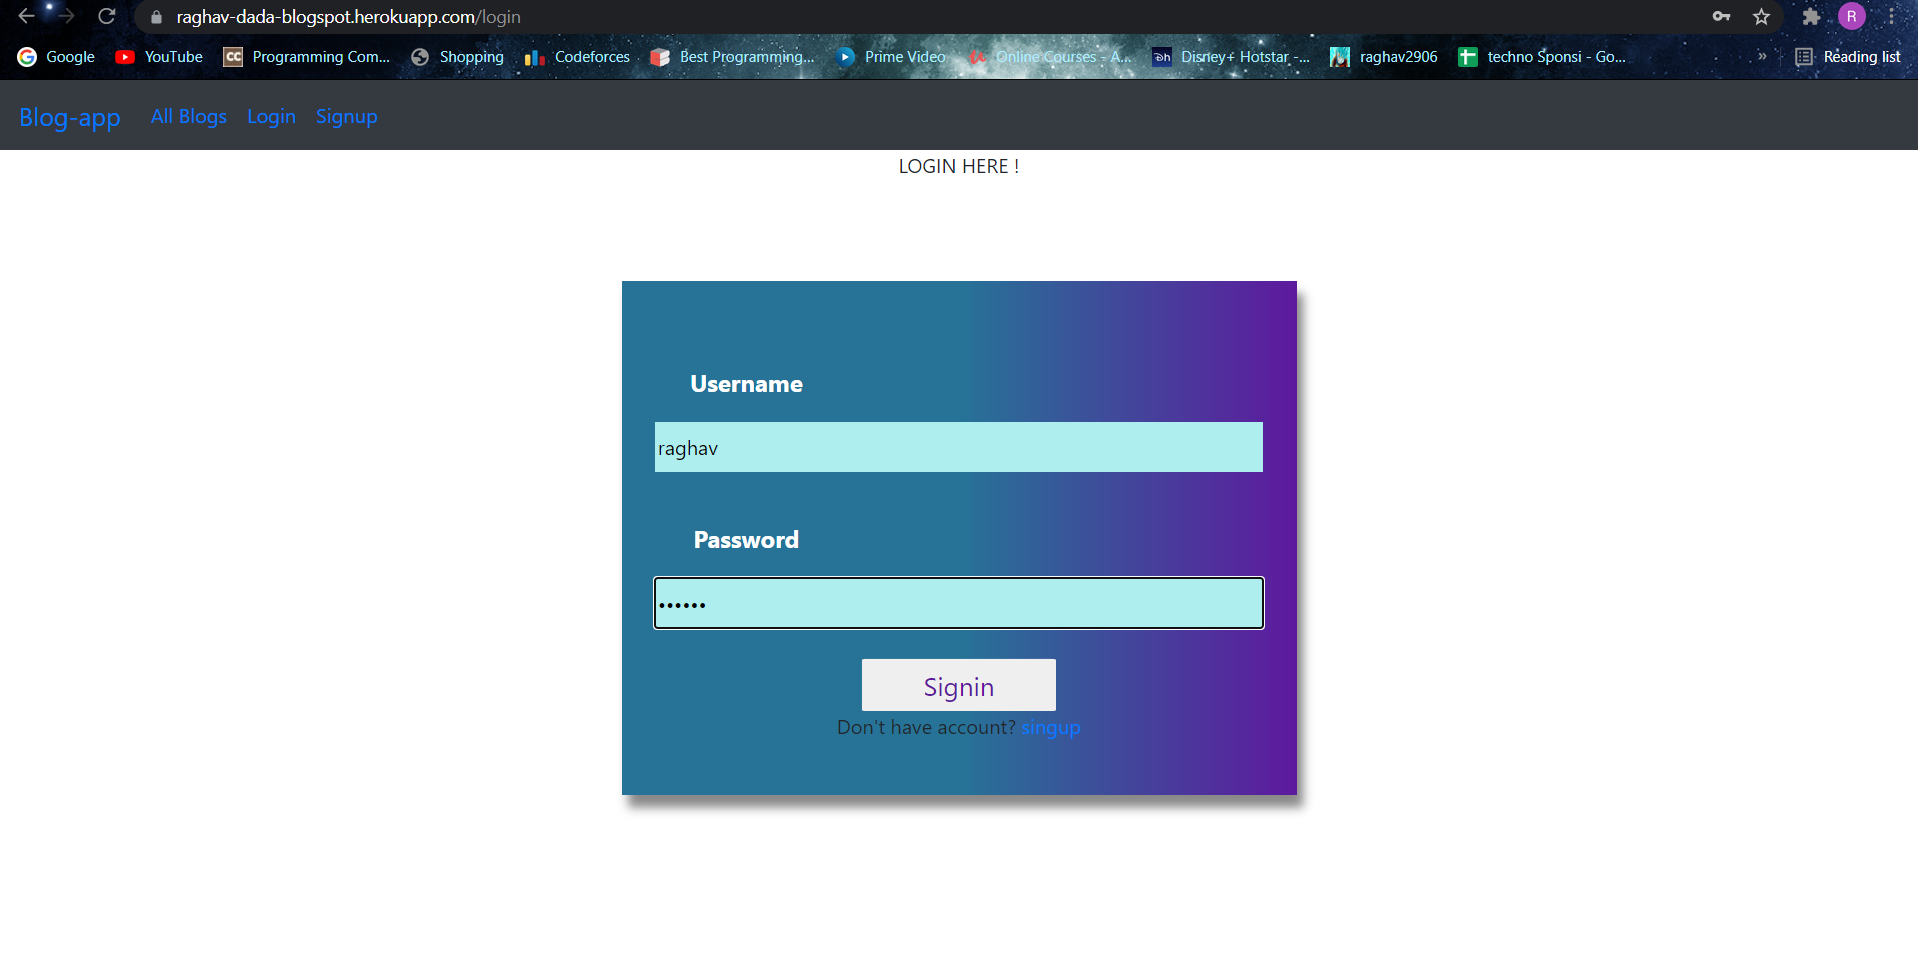 raghav-dada-blogspot.herokuapp.com/login R
Google YouTube CC Programming Com... Shopping Codeforces Best Programming... Prime Video Online Courses - A... Disney+ Hotstar -... raghav2906 techno Sponsi - Go... » Reading list
Blog-app All Blogs Login Signup
LOGIN HERE !
Username
raghav
Password
••••••
Signin
Don't have account? singup